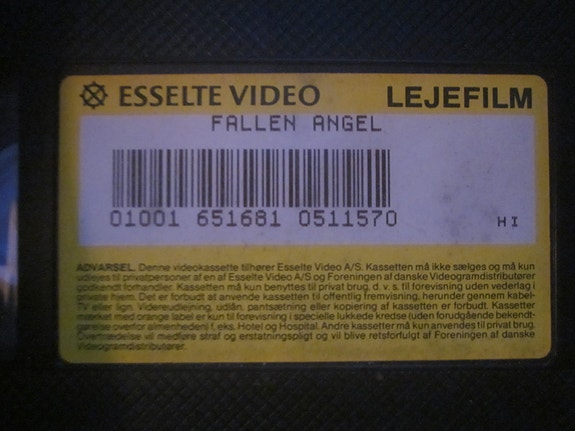 ESSELTE VIDEO LEJEFILM
FALLEN ANGEL
01001 651681 0511570 HI
ADVARSEL. Denne videokassette tilhører Esselte Video A/S. Kassetten må ikke sælges og må kun
udlejes til privatpersoner af en af Esselte Video A/S og Foreningen af danske Videogramdistributører
godkendt forhandler. Kassetten må kun benyttes til privat brug, d.v.s. til forevisning uden vederlag i
private hjem. Det er forbudt at anvende kassetten til offentlig fremvisning, herunder gennem kabel-
TV eller lign. Videreudlejning, udlån, pantsætning eller kopiering af kassetten er forbudt. Kassetter
mærket med orange label er kun til forevisning i specielle lukkede kredse (uden forudgående bekendt-
gørelse overfor almenheden) f.eks. Hotel og Hospital. Andre kassetter må kun anvendes til privat brug.
Overtrædelse vil medføre straf og erstatningspligt og vil blive retsforfulgt af Foreningen af danske
Videogramdistributører.